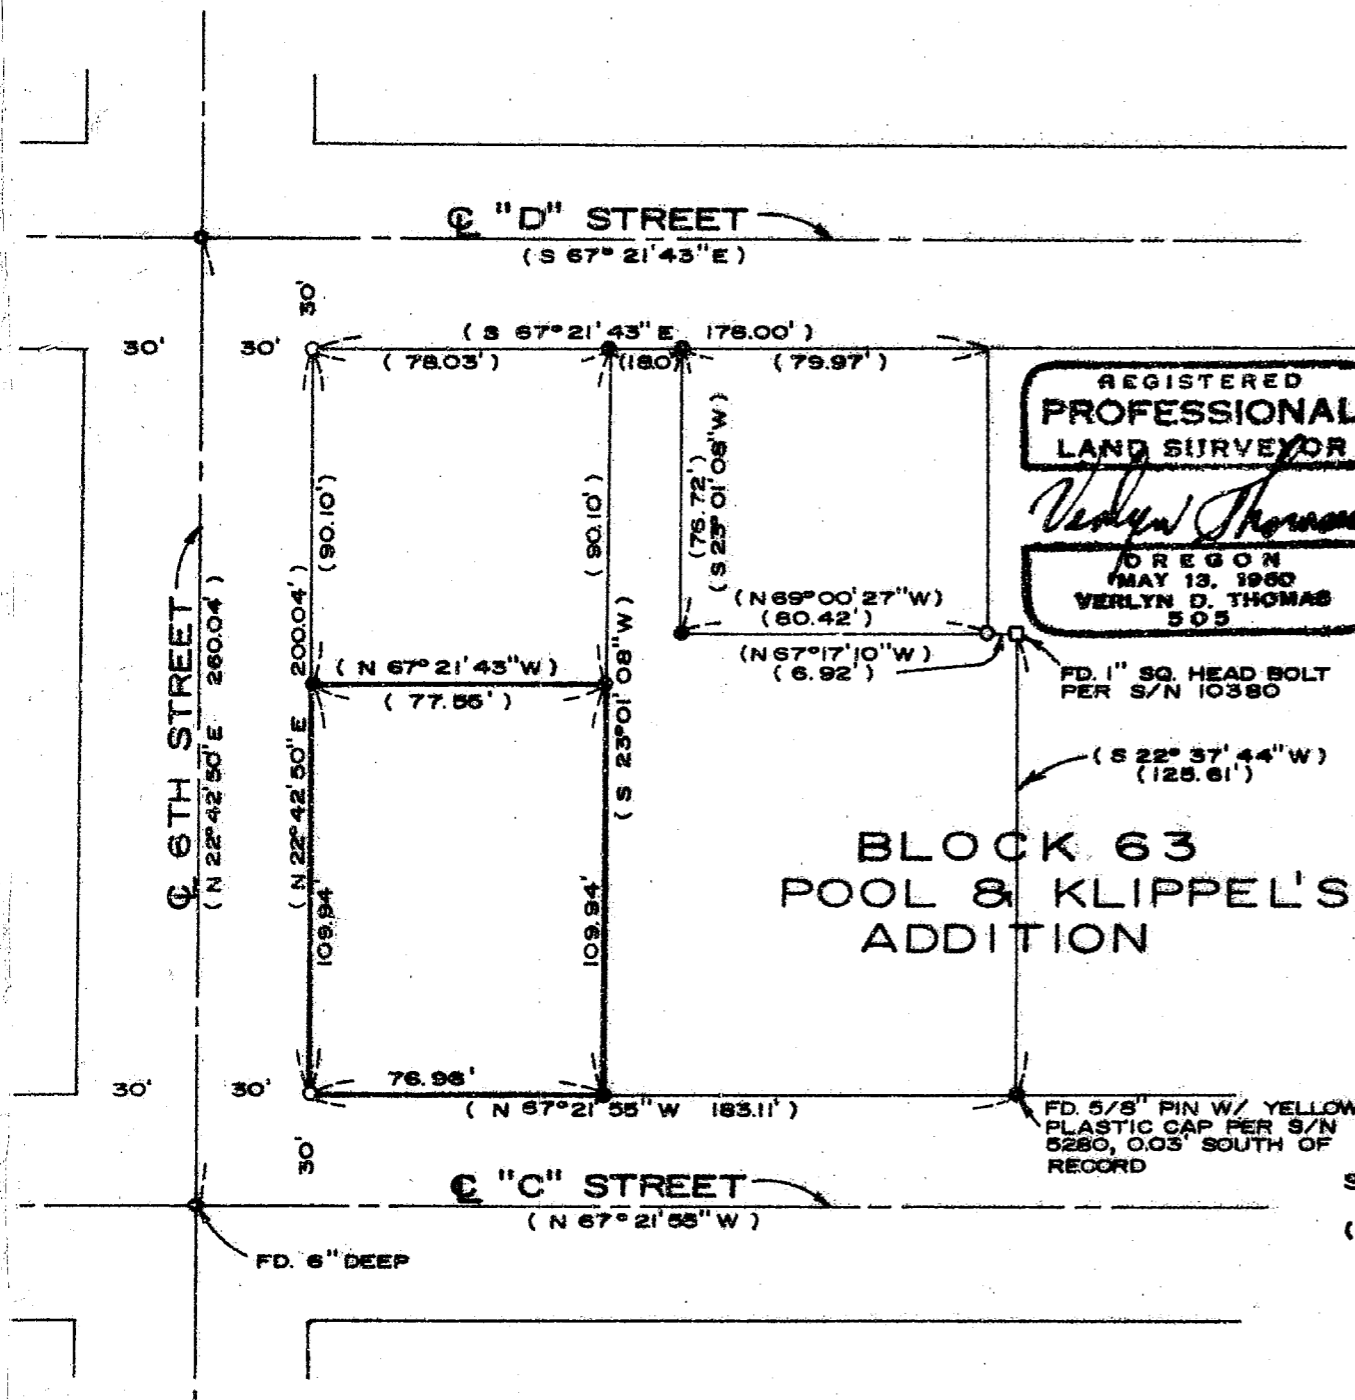 ℄ "D" STREET
( S 67° 21' 43" E )
30'
30'
30'
( S 67° 21' 43" E 176.00' )
( 78.03' )
(18.0')
( 79.97' )
REGISTERED
PROFESSIONAL
LAND SURVEYOR
Verlyn Thomas
OREGON
MAY 13, 1960
VERLYN D. THOMAS
505
(90.10')
(90.10')
(76.72')
(S 23° 01' 08" W)
(N 69° 00' 27" W)
(80.42')
(N 67° 17' 10" W)
( 6.92' )
FD. 1" SQ. HEAD BOLT
PER S/N 10380
℄ 6TH STREET
( N 22° 42' 50" E 260.04' )
( N 22° 42' 50" E 200.04' )
( N 67° 21' 43" W )
( 77.55' )
( S 23° 01' 08" W )
( S 22° 37' 44" W )
(125.61')
BLOCK 63
POOL & KLIPPEL'S
ADDITION
109.94'
109.94'
30'
30'
76.96'
( N 67° 21' 55" W 183.11' )
FD. 5/8" PIN W/ YELLOW
PLASTIC CAP PER S/N
5280, 0.03' SOUTH OF
RECORD
30'
℄ "C" STREET
( N 67° 21' 55" W )
FD. 6" DEEP
S
(